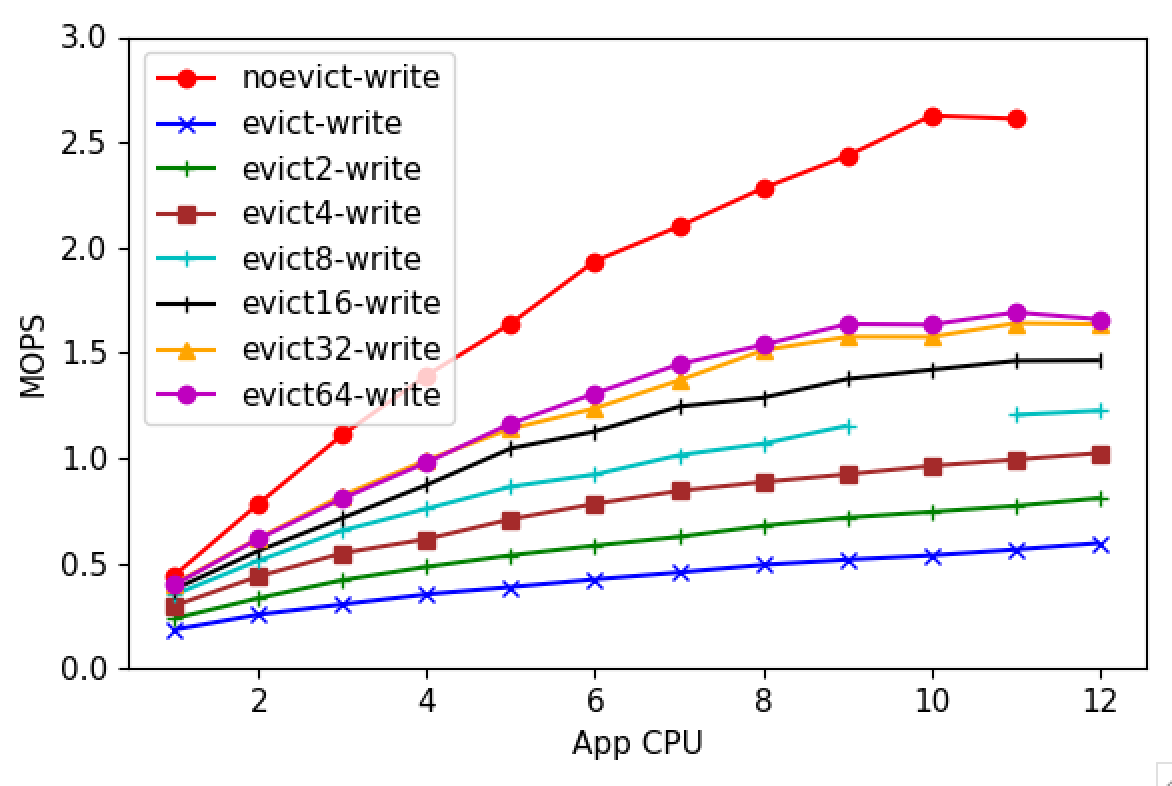 3.0
2.5
2.0
1.5
1.0
0.5
0.0
MOPS
noevict-write
evict-write
evict2-write
evict4-write
evict8-write
evict16-write
evict32-write
evict64-write
2 4 6 8 10 12
App CPU